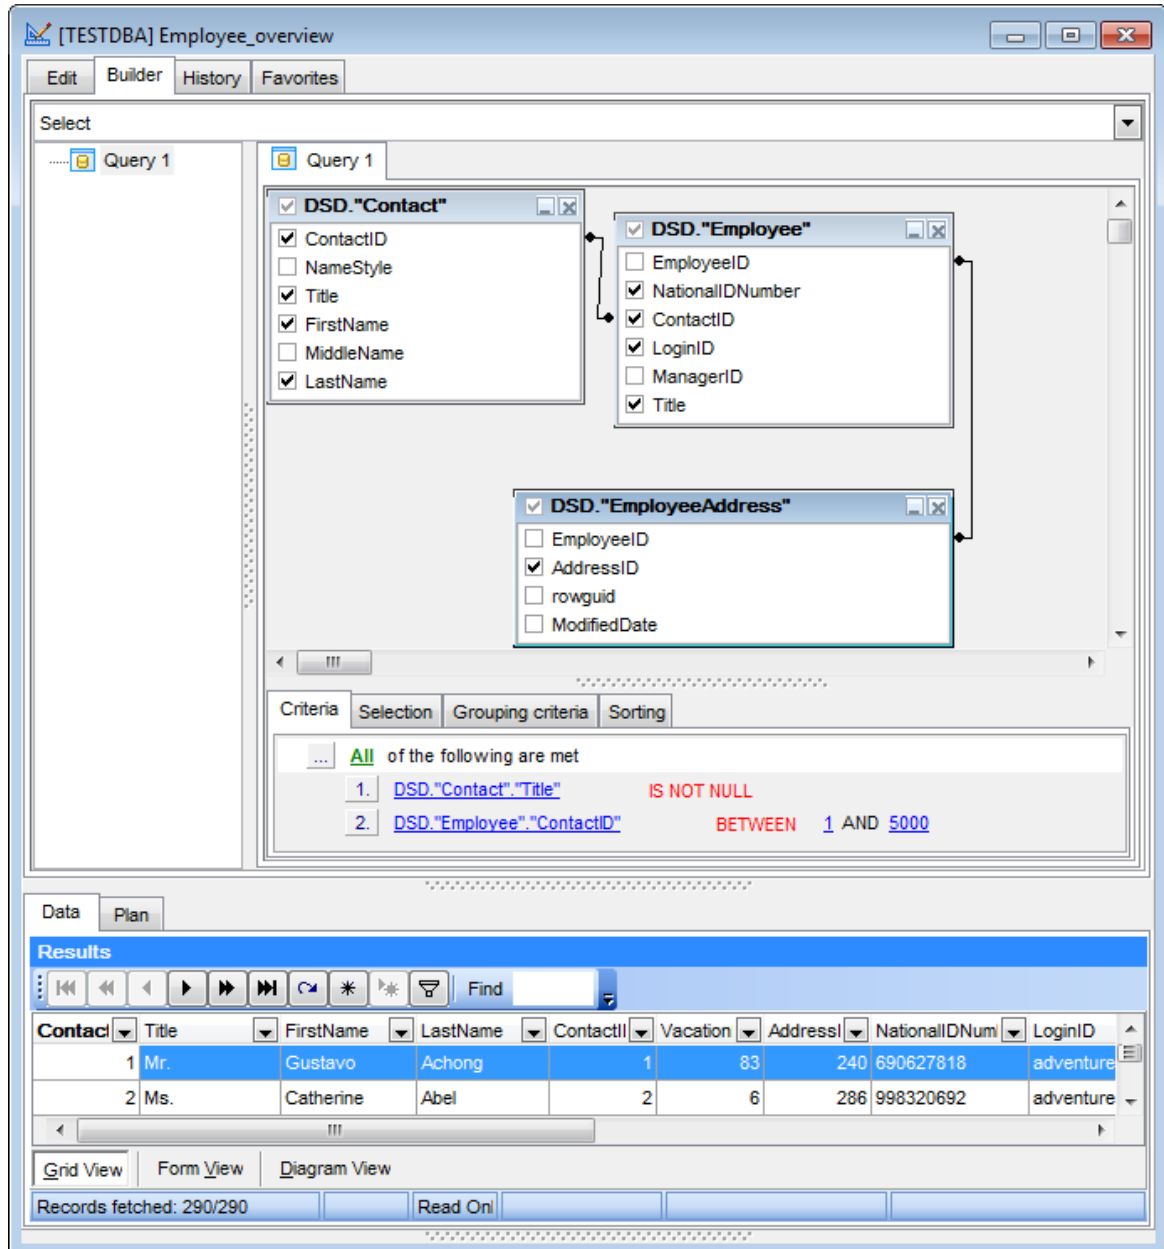 [TESTDBA] Employee_overview
Edit Builder History Favorites
Select
Query 1
Query 1
DSD."Contact"
ContactID
NameStyle
Title
FirstName
MiddleName
LastName
DSD."Employee"
EmployeeID
NationalIDNumber
ContactID
LoginID
ManagerID
Title
DSD."EmployeeAddress"
EmployeeID
AddressID
rowguid
ModifiedDate
Criteria Selection Grouping criteria Sorting
... All of the following are met
1. DSD."Contact"."Title" IS NOT NULL
2. DSD."Employee"."ContactID" BETWEEN 1 AND 5000
Data Plan
Results
Find
Contact Title FirstName LastName ContactII Vacation AddressI NationalIDNum LoginID
1 Mr. Gustavo Achong 1 83 240 690627818 adventure
2 Ms. Catherine Abel 2 6 286 998320692 adventure
Grid View Form View Diagram View
Records fetched: 290/290 Read Onl